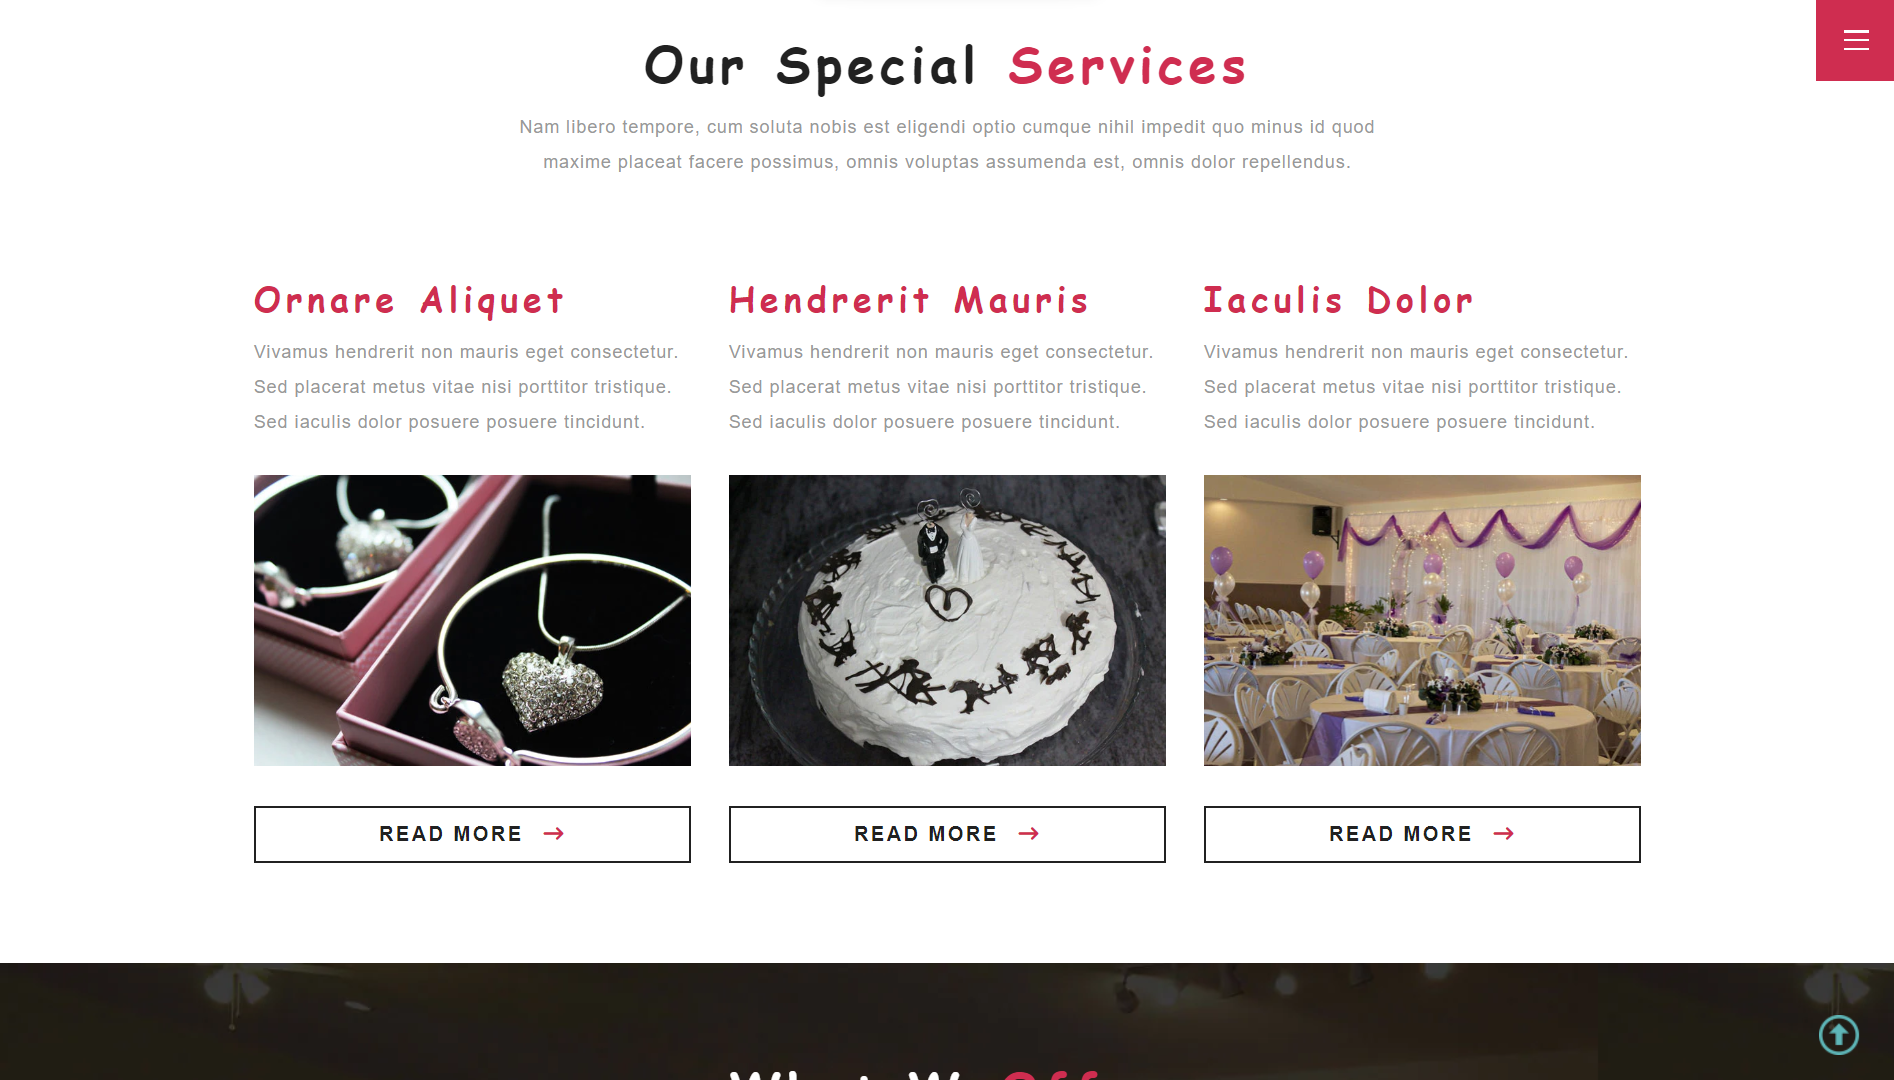 Our Special Services
Nam libero tempore, cum soluta nobis est eligendi optio cumque nihil impedit quo minus id quod
maxime placeat facere possimus, omnis voluptas assumenda est, omnis dolor repellendus.
Ornare Aliquet
Vivamus hendrerit non mauris eget consectetur.
Sed placerat metus vitae nisi porttitor tristique.
Sed iaculis dolor posuere posuere tincidunt.
READ MORE →
Hendrerit Mauris
Vivamus hendrerit non mauris eget consectetur.
Sed placerat metus vitae nisi porttitor tristique.
Sed iaculis dolor posuere posuere tincidunt.
READ MORE →
Iaculis Dolor
Vivamus hendrerit non mauris eget consectetur.
Sed placerat metus vitae nisi porttitor tristique.
Sed iaculis dolor posuere posuere tincidunt.
READ MORE →